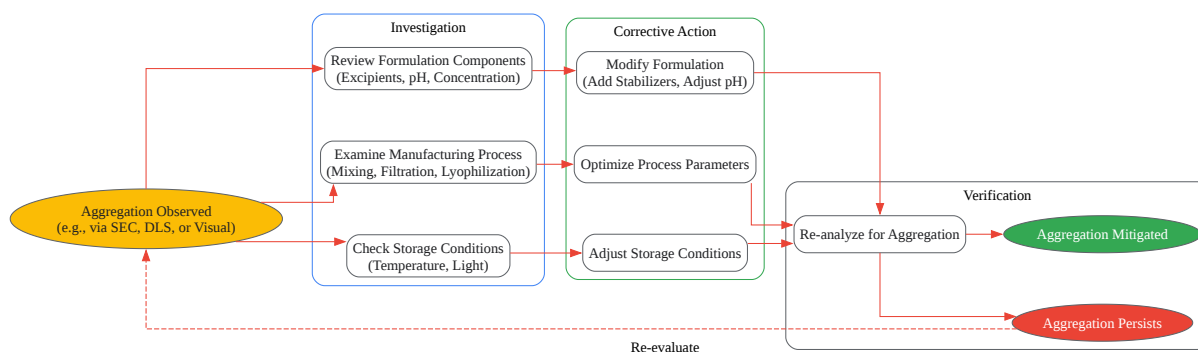 Investigation
Corrective Action
Review Formulation Components
(Excipients, pH, Concentration)
Modify Formulation
(Add Stabilizers, Adjust pH)
Examine Manufacturing Process
(Mixing, Filtration, Lyophilization)
Optimize Process Parameters
Verification
Aggregation Observed
(e.g., via SEC, DLS, or Visual)
Check Storage Conditions
(Temperature, Light)
Adjust Storage Conditions
Re-analyze for Aggregation
Aggregation Mitigated
Aggregation Persists
Re-evaluate